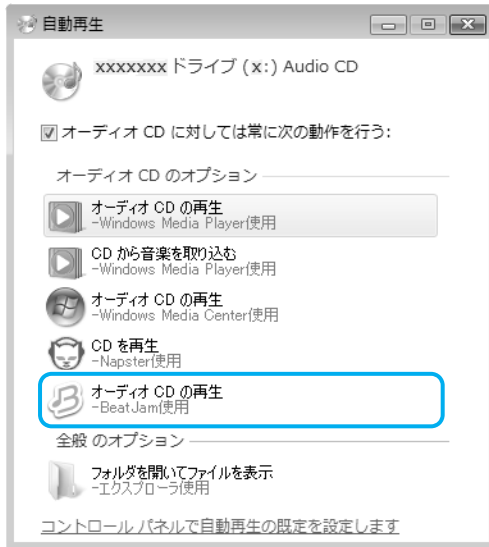 自動再生
xxxxxxx ドライブ (x:) Audio CD
オーディオ CD に対しては常に次の動作を行う:
オーディオ CD のオプション
オーディオ CD の再生
-Windows Media Player使用
CD から音楽を取り込む
-Windows Media Player使用
オーディオ CD の再生
-Windows Media Center使用
CD を再生
-Napster使用
オーディオ CD の再生
-BeatJam使用
全般 のオプション
フォルダを開いてファイルを表示
-エクスプローラ使用
コントロール パネルで自動再生の既定を設定します